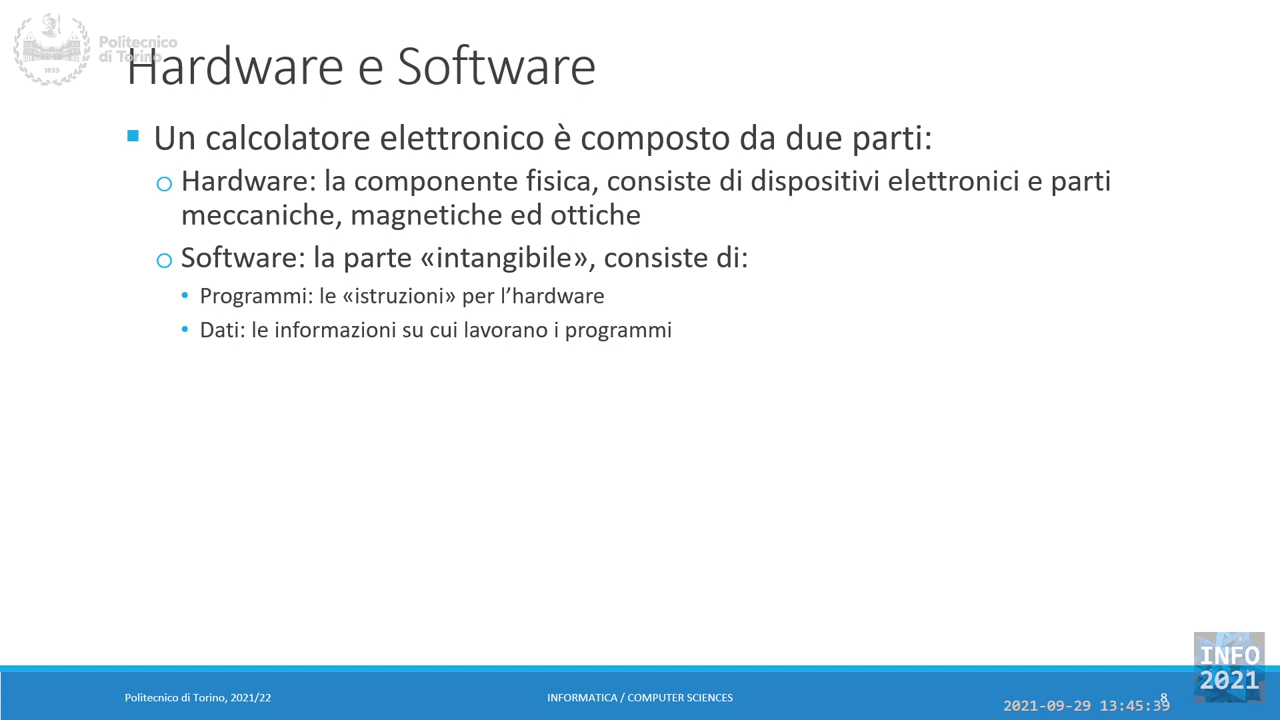 Politecnico
di Torino
1859
Hardware e Software
Un calcolatore elettronico è composto da due parti:
Hardware: la componente fisica, consiste di dispositivi elettronici e parti
meccaniche, magnetiche ed ottiche
Software: la parte «intangibile», consiste di:
Programmi: le «istruzioni» per l’hardware
Dati: le informazioni su cui lavorano i programmi
INFO
2021
Politecnico di Torino, 2021/22
INFORMATICA / COMPUTER SCIENCES
8
2021-09-29 13:45:39